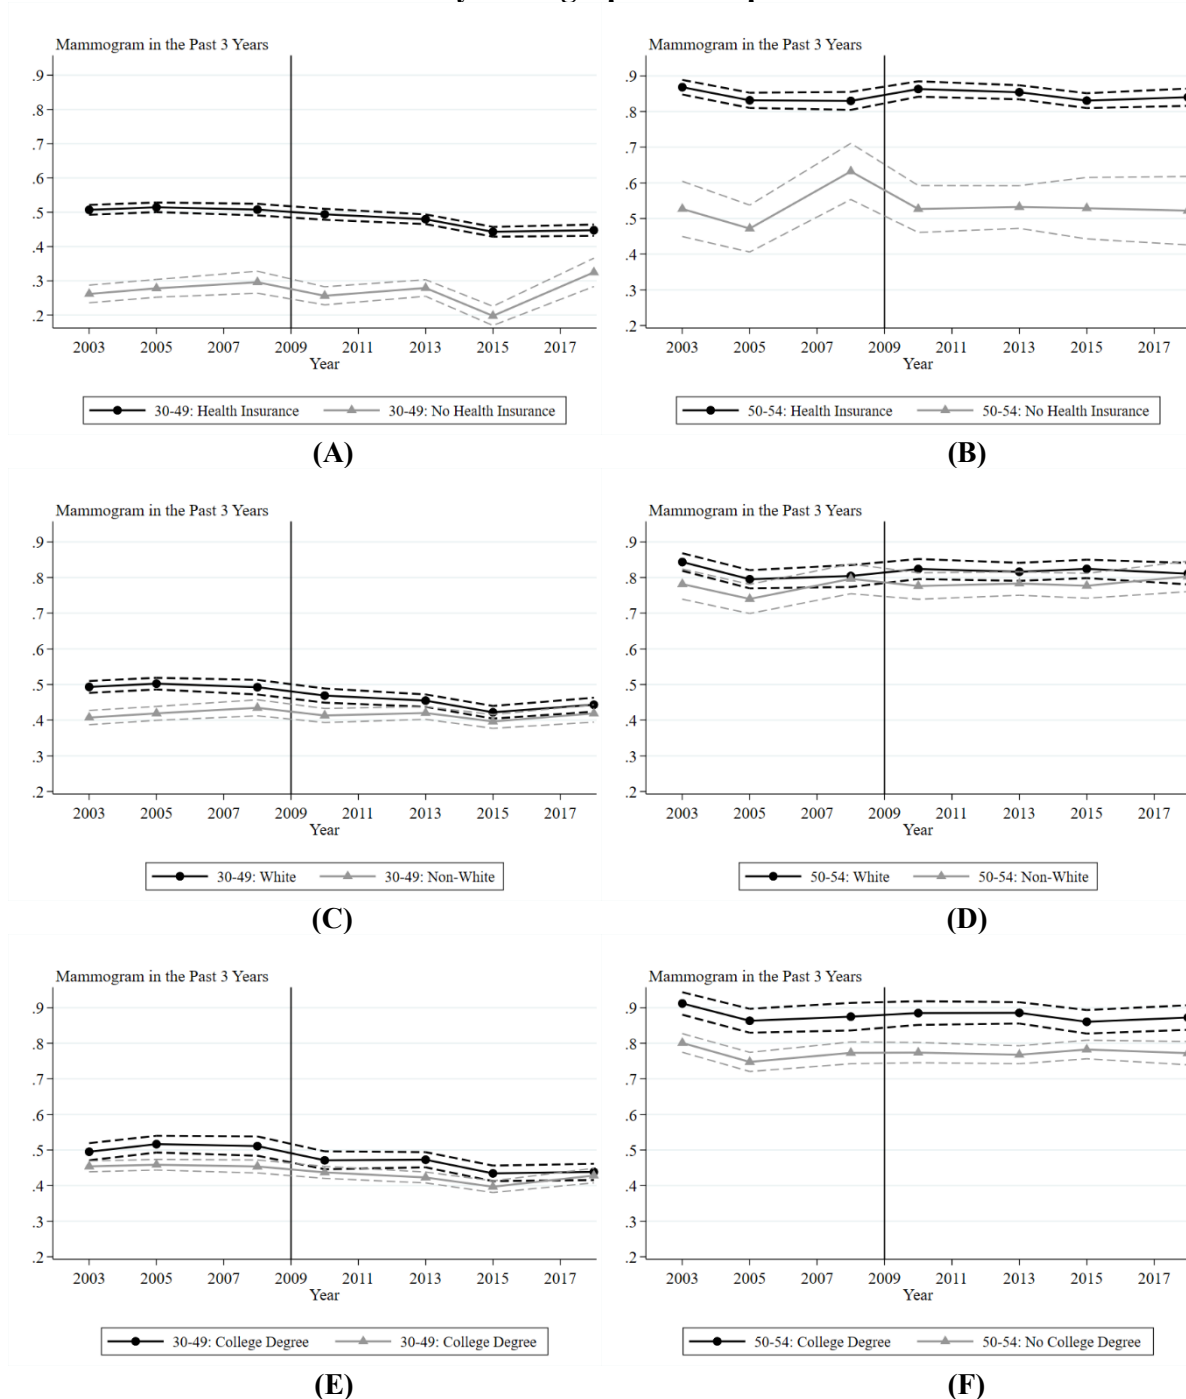 Mammogram in the Past 3 Years
.9
.8
.7
.6
.5
.4
.3
.2
2003 2005 2007 2009 2011 2013 2015 2017
Year
30-49: Health Insurance 30-49: No Health Insurance
(A)
Mammogram in the Past 3 Years
.9
.8
.7
.6
.5
.4
.3
.2
2003 2005 2007 2009 2011 2013 2015 2017
Year
50-54: Health Insurance 50-54: No Health Insurance
(B)
Mammogram in the Past 3 Years
.9
.8
.7
.6
.5
.4
.3
.2
2003 2005 2007 2009 2011 2013 2015 2017
Year
30-49: White 30-49: Non-White
(C)
Mammogram in the Past 3 Years
.9
.8
.7
.6
.5
.4
.3
.2
2003 2005 2007 2009 2011 2013 2015 2017
Year
50-54: White 50-54: Non-White
(D)
Mammogram in the Past 3 Years
.9
.8
.7
.6
.5
.4
.3
.2
2003 2005 2007 2009 2011 2013 2015 2017
Year
30-49: College Degree 30-49: College Degree
(E)
Mammogram in the Past 3 Years
.9
.8
.7
.6
.5
.4
.3
.2
2003 2005 2007 2009 2011 2013 2015 2017
Year
50-54: College Degree 50-54: No College Degree
(F)